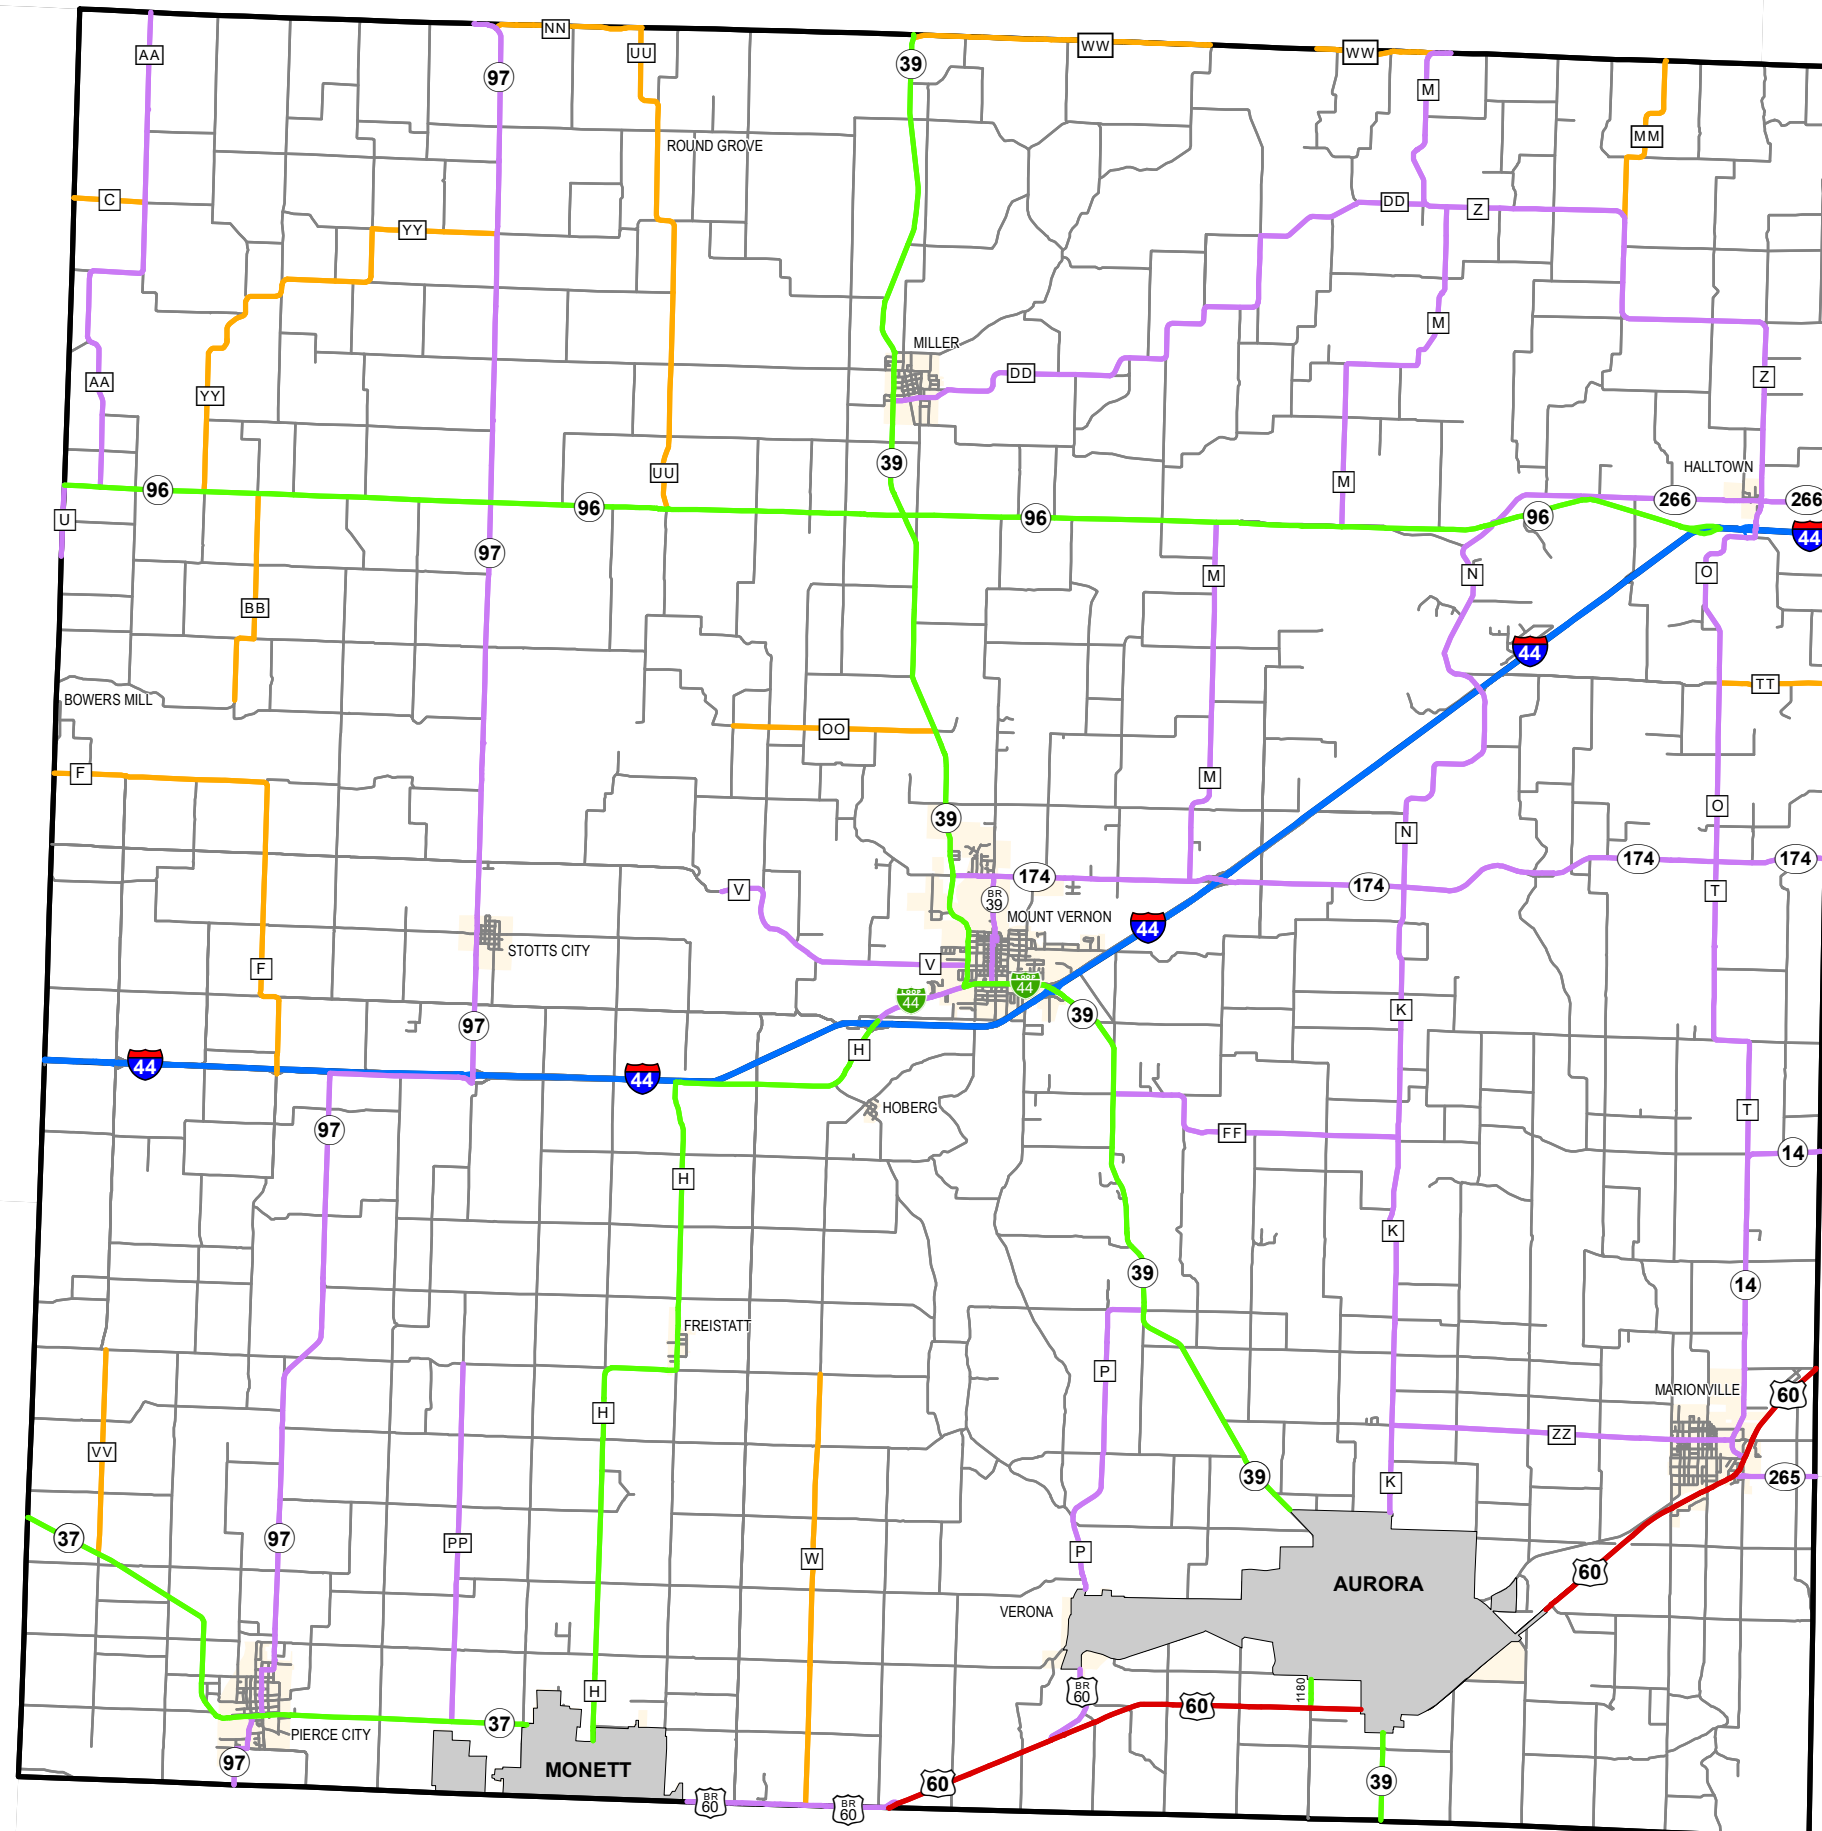 NN
AA
UU
39
WW
WW
97
M
MM
ROUND GROVE
C
DD
Z
YY
M
MILLER
DD
Z
AA
YY
39
HALLTOWN
UU
M
96
266
266
96
96
96
U
44
97
N
O
M
BB
44
TT
BOWERS MILL
OO
F
M
O
39
N
174
174
174
174
V
T
BR
39
MOUNT VERNON
44
STOTTS CITY
V
F
LOOP
44
LOOP
44
K
39
97
H
44
44
HOBERG
T
97
FF
14
H
K
39
14
FREISTATT
P
MARIONVILLE
60
H
ZZ
VV
39
K
265
37
97
PP
P
W
60
AURORA
VERONA
H
BR
60
1180
60
37
PIERCE CITY
97
MONETT
39
60
BR
60
BR
60